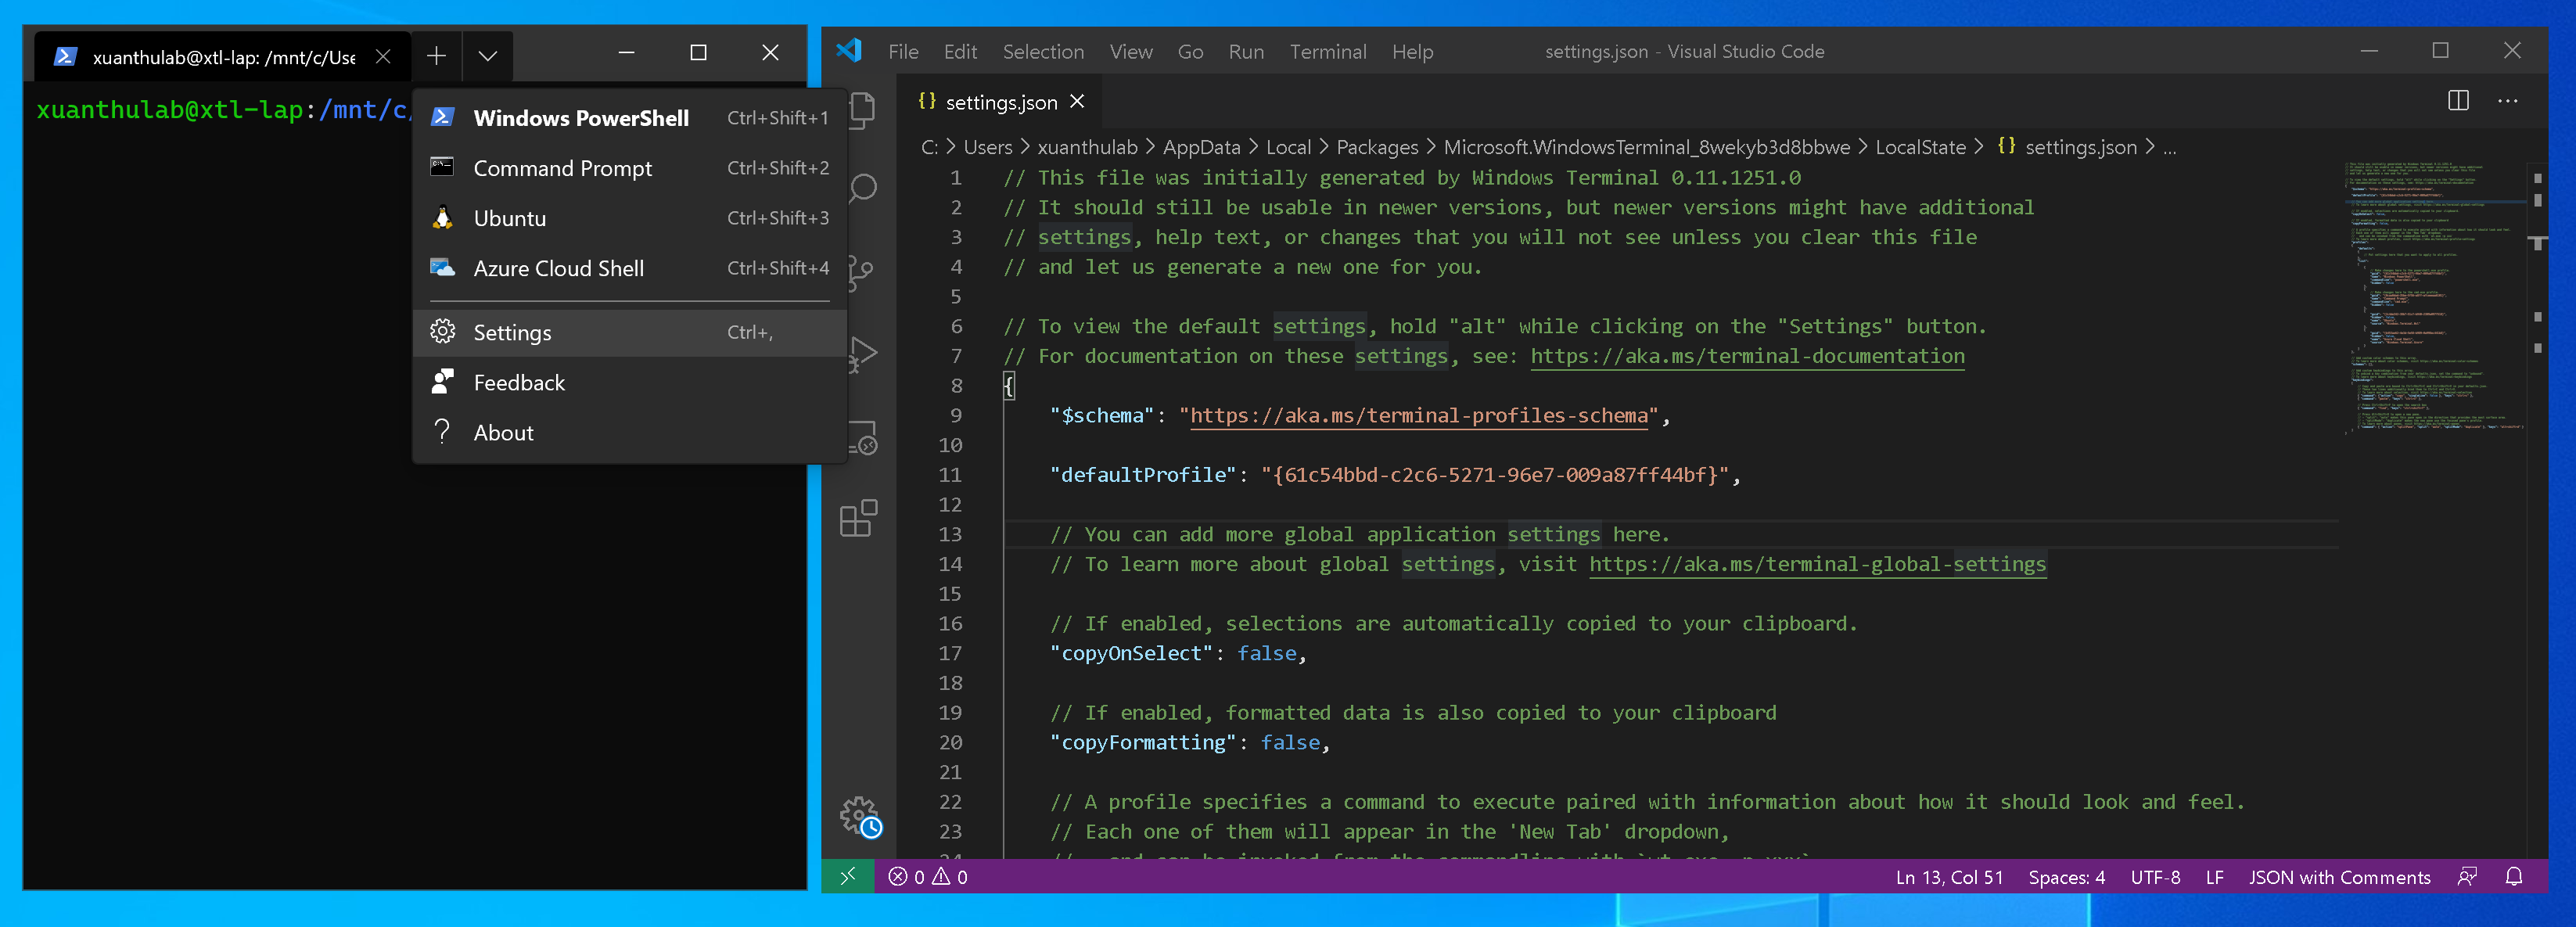 xuanthulab@xtl-lap: /mnt/c/Use
xuanthulab@xtl-lap:/mnt/c/
Windows PowerShell Ctrl+Shift+1
Command Prompt Ctrl+Shift+2
Ubuntu Ctrl+Shift+3
Azure Cloud Shell Ctrl+Shift+4
Settings Ctrl+,
Feedback
About
File Edit Selection View Go Run Terminal Help settings.json - Visual Studio Code
{} settings.json
C: > Users > xuanthulab > AppData > Local > Packages > Microsoft.WindowsTerminal_8wekyb3d8bbwe > LocalState > {} settings.json > ...
1 // This file was initially generated by Windows Terminal 0.11.1251.0
2 // It should still be usable in newer versions, but newer versions might have additional
3 // settings, help text, or changes that you will not see unless you clear this file
4 // and let us generate a new one for you.
5
6 // To view the default settings, hold "alt" while clicking on the "Settings" button.
7 // For documentation on these settings, see: https://aka.ms/terminal-documentation
8 {
9 "$schema": "https://aka.ms/terminal-profiles-schema",
10
11 "defaultProfile": "{61c54bbd-c2c6-5271-96e7-009a87ff44bf}",
12
13 // You can add more global application settings here.
14 // To learn more about global settings, visit https://aka.ms/terminal-global-settings
15
16 // If enabled, selections are automatically copied to your clipboard.
17 "copyOnSelect": false,
18
19 // If enabled, formatted data is also copied to your clipboard
20 "copyFormatting": false,
21
22 // A profile specifies a command to execute paired with information about how it should look and feel.
23 // Each one of them will appear in the 'New Tab' dropdown,
24 // and can be invoked from the commandline with `wt.exe -p xxx`
0 0 Ln 13, Col 51 Spaces: 4 UTF-8 LF JSON with Comments